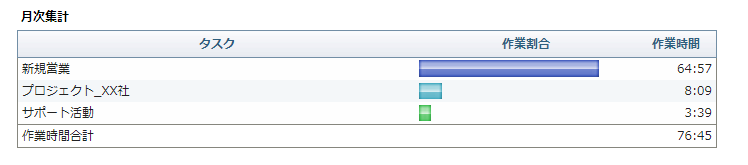 月次集計
タスク 作業割合 作業時間
新規営業 64:57
プロジェクト_XX社 8:09
サポート活動 3:39
作業時間合計 76:45